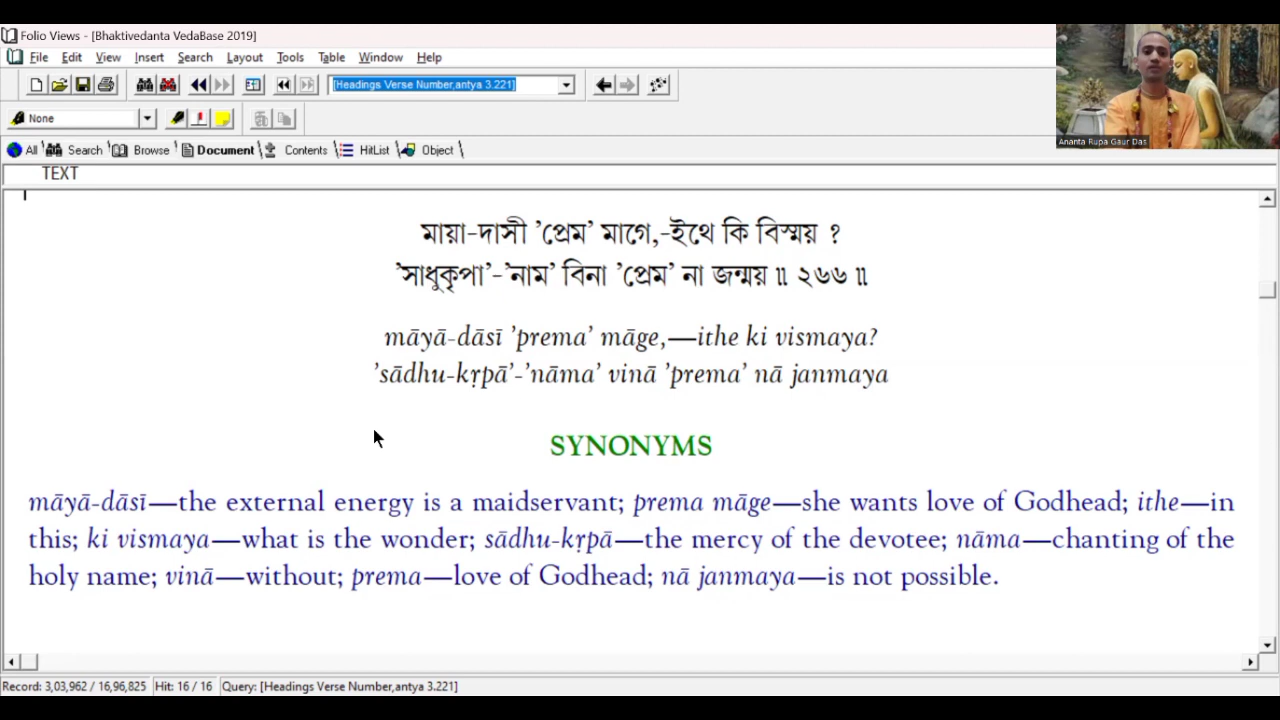 Folio Views - [Bhaktivedanta VedaBase 2019]
File Edit View Insert Search Layout Tools Table Window Help
[Headings Verse Number,antya 3.221]
None
All Search Browse Document Contents HitList Object
TEXT
Ananta Rupa Gaur Das
মায়া-দাসী ’প্রেম’ মাগে,-ইথে কি বিস্ময় ?
’সাধুকৃপা’-’নাম’ বিনা ’প্রেম’ না জন্ময় ॥ ২৬৬ ॥
māyā-dāsī ’prema’ māge,—ithe ki vismaya?
’sādhu-kṛpā’-’nāma’ vinā ’prema’ nā janmaya
SYNONYMS
māyā-dāsī—the external energy is a maidservant; prema māge—she wants love of Godhead; ithe—in
this; ki vismaya—what is the wonder; sādhu-kṛpā—the mercy of the devotee; nāma—chanting of the
holy name; vinā—without; prema—love of Godhead; nā janmaya—is not possible.
Record: 3,03,962 / 16,96,825 Hit: 16 / 16 Query: [Headings Verse Number,antya 3.221]